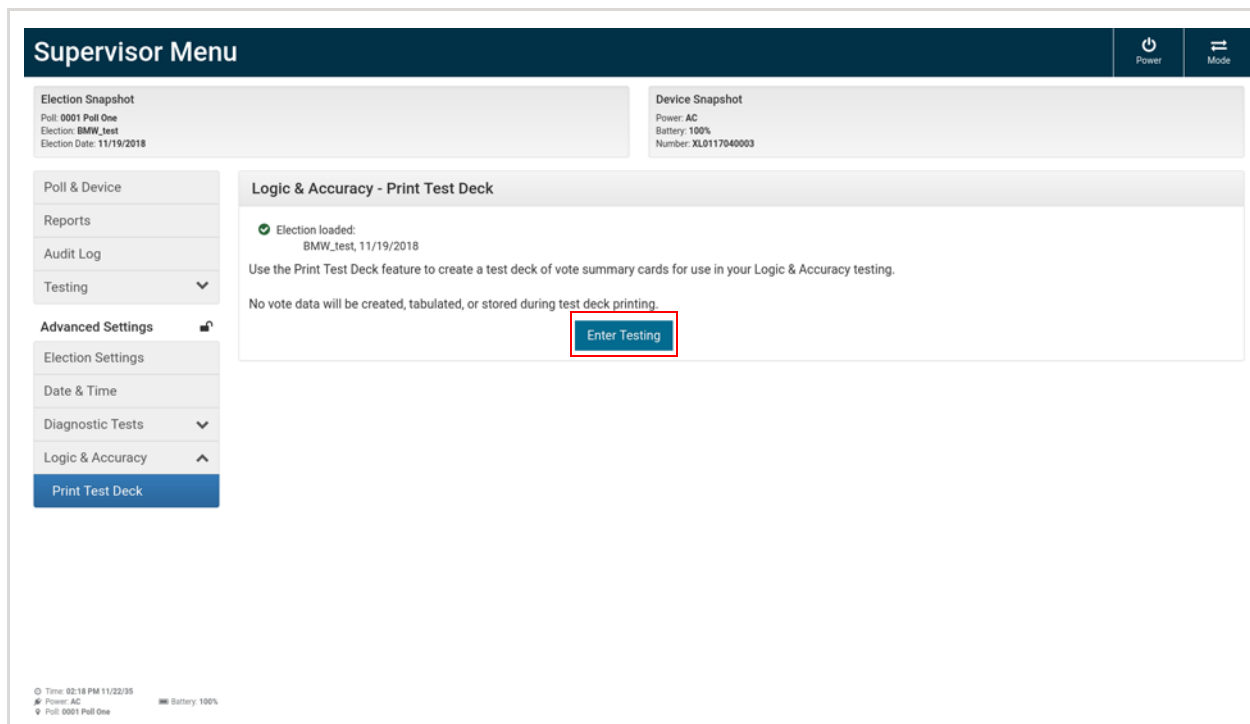 Supervisor Menu
Power
Mode
Election Snapshot
Poll: 0001 Poll One
Election: BMW_test
Election Date: 11/19/2018
Device Snapshot
Power: AC
Battery: 100%
Number: XL0117040003
Poll & Device
Reports
Audit Log
Testing
Advanced Settings
Election Settings
Date & Time
Diagnostic Tests
Logic & Accuracy
Print Test Deck
Logic & Accuracy - Print Test Deck
Election loaded:
BMW_test, 11/19/2018
Use the Print Test Deck feature to create a test deck of vote summary cards for use in your Logic & Accuracy testing.
No vote data will be created, tabulated, or stored during test deck printing.
Enter Testing
Time: 02:18 PM 11/22/35
Power: AC
Battery: 100%
Poll: 0001 Poll One